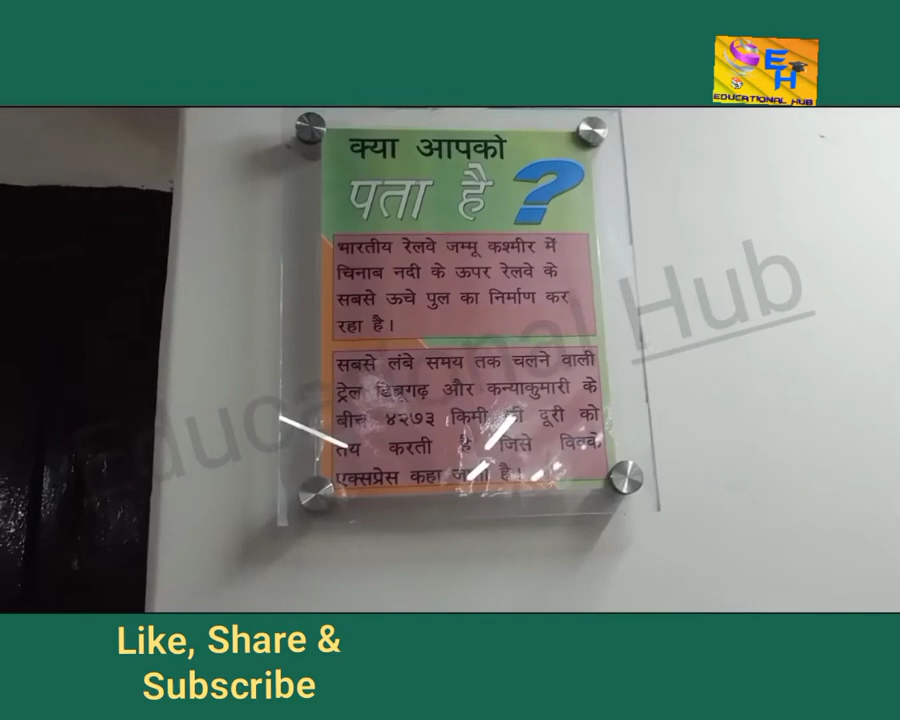 EH
EDUCATIONAL HUB
क्या आपको
पता है ?
भारतीय रेलवे जम्मू कश्मीर में
चिनाब नदी के ऊपर रेलवे के
सबसे ऊचे पुल का निर्माण कर
रहा है।
सबसे लंबे समय तक चलने वाली
ट्रेल डिब्रूगढ़ और कन्याकुमारी के
बीच ४२७३ किमी की दूरी को
तय करती है जिसे
एक्सप्रेस कहा जाता है।
Educational Hub
Like, Share &
Subscribe